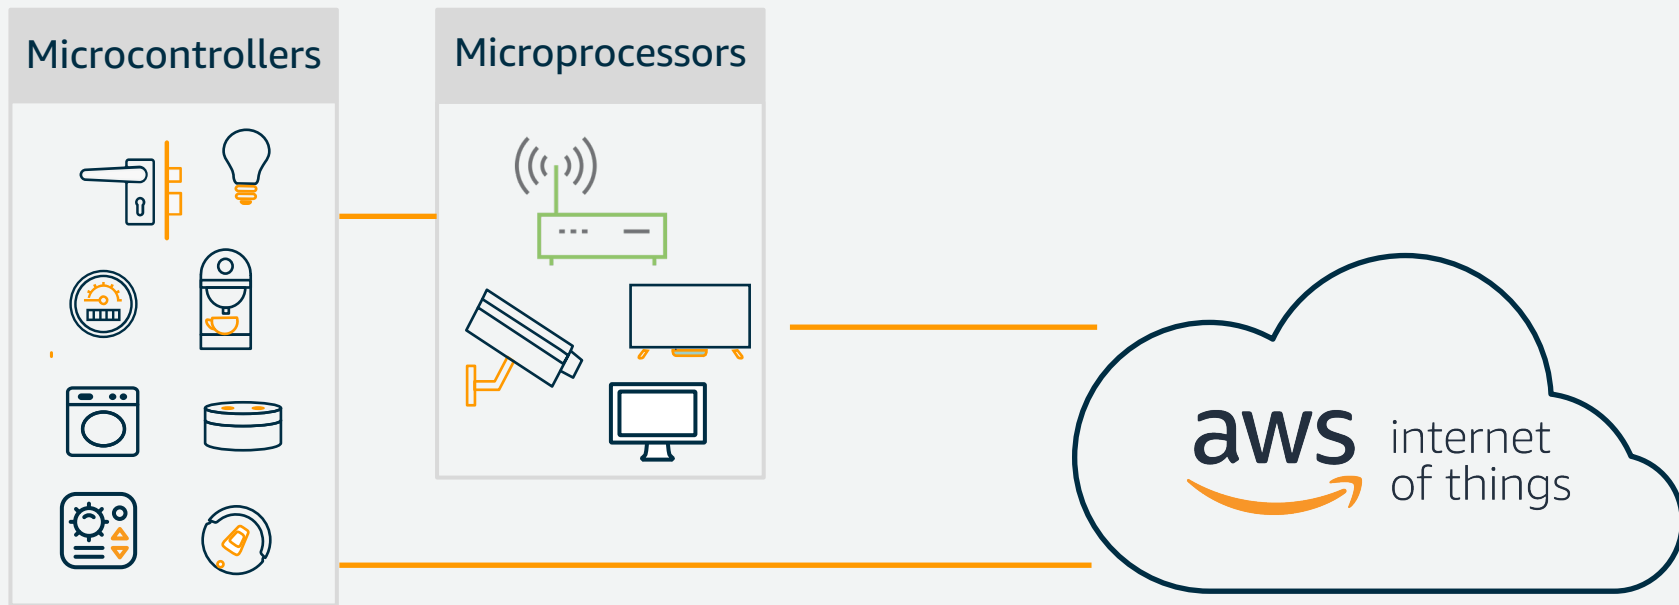 Microcontrollers
Microprocessors
aws
internet
of things